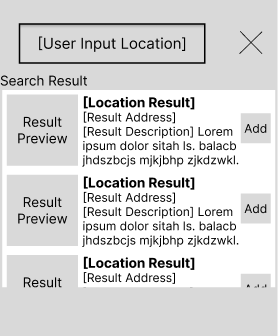 [User Input Location]
Search Result
Result
Preview
[Location Result]
[Result Address]
[Result Description] Lorem
ipsum dolor sitah ls. balacb
jhdszbcjs mjkjbhp zjkdzwkl.
Add
Result
Preview
[Location Result]
[Result Address]
[Result Description] Lorem
ipsum dolor sitah ls. balacb
jhdszbcjs mjkjbhp zjkdzwkl.
Add
Result
[Location Result]
[Result Address]
Add